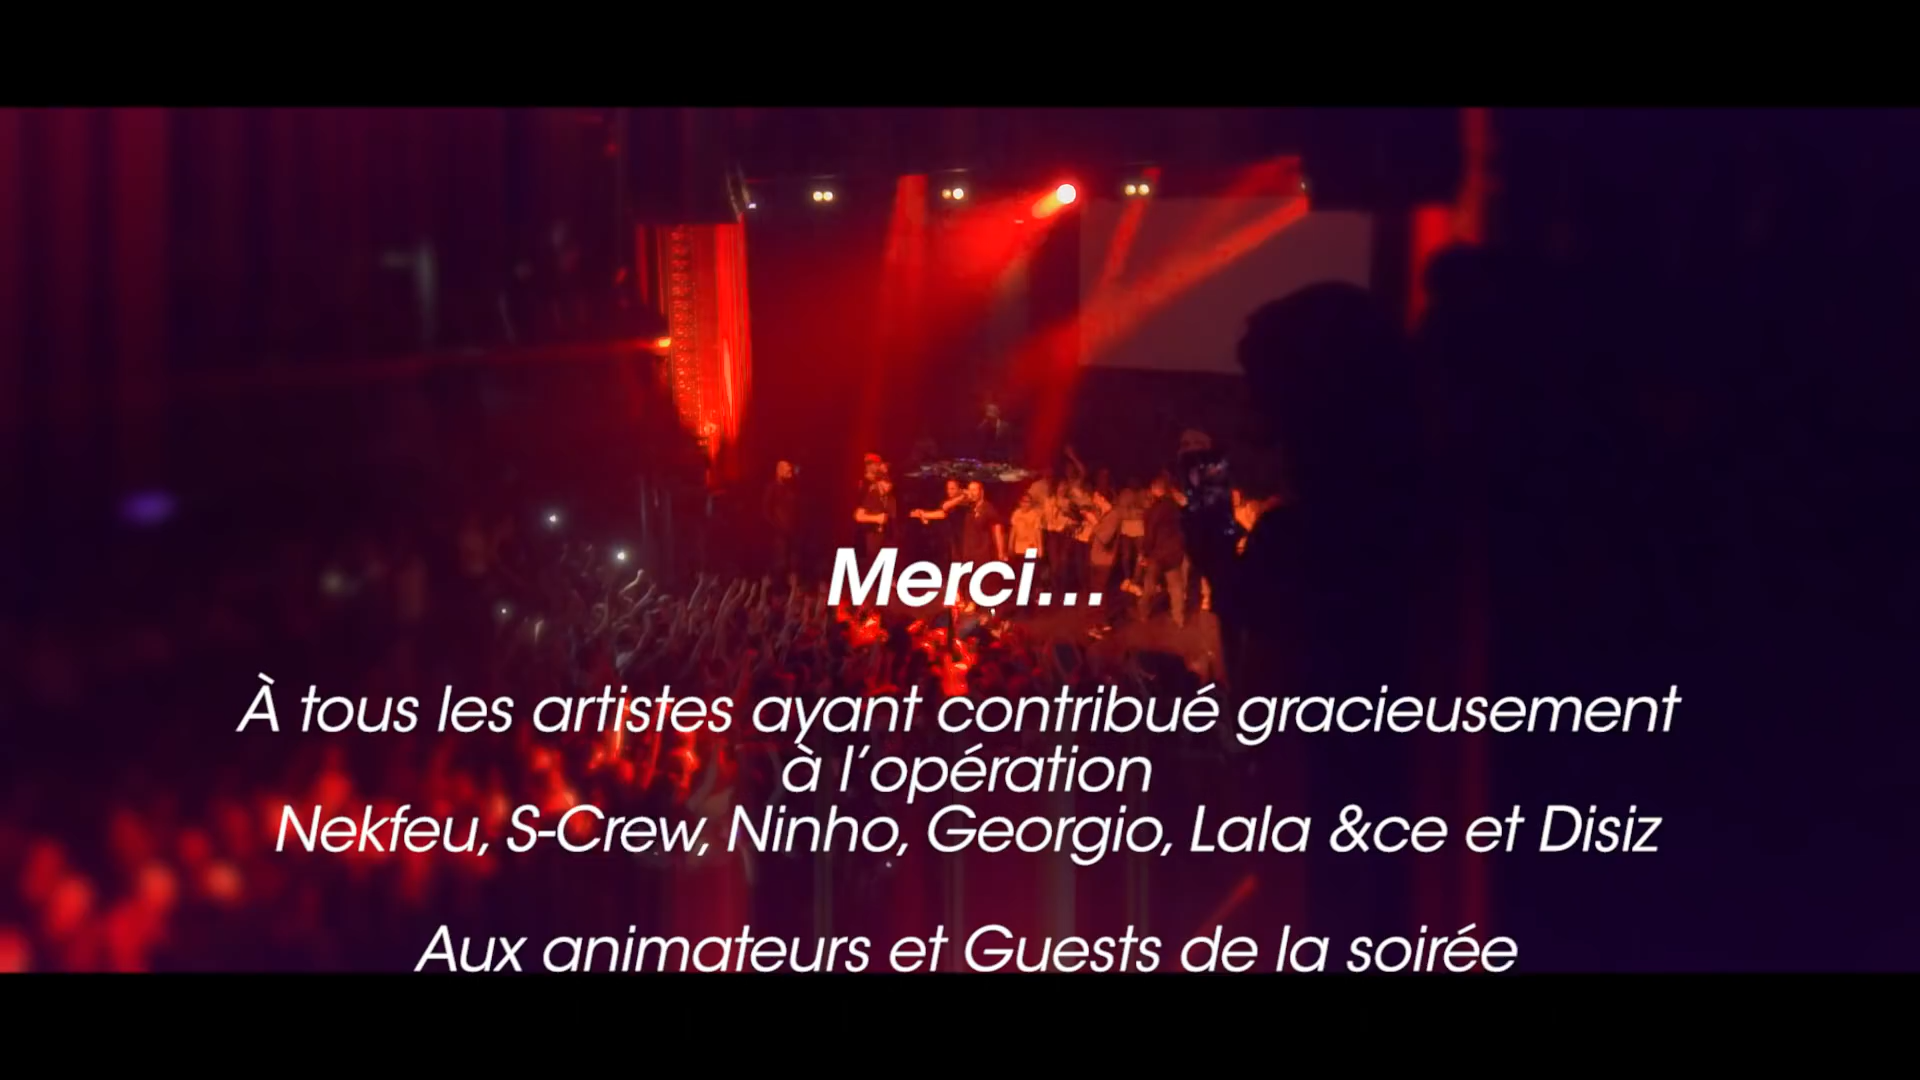 Merci...
À tous les artistes ayant contribué gracieusement
à l'opération
Nekfeu, S-Crew, Ninho, Georgio, Lala &ce et Disiz
Aux animateurs et Guests de la soirée